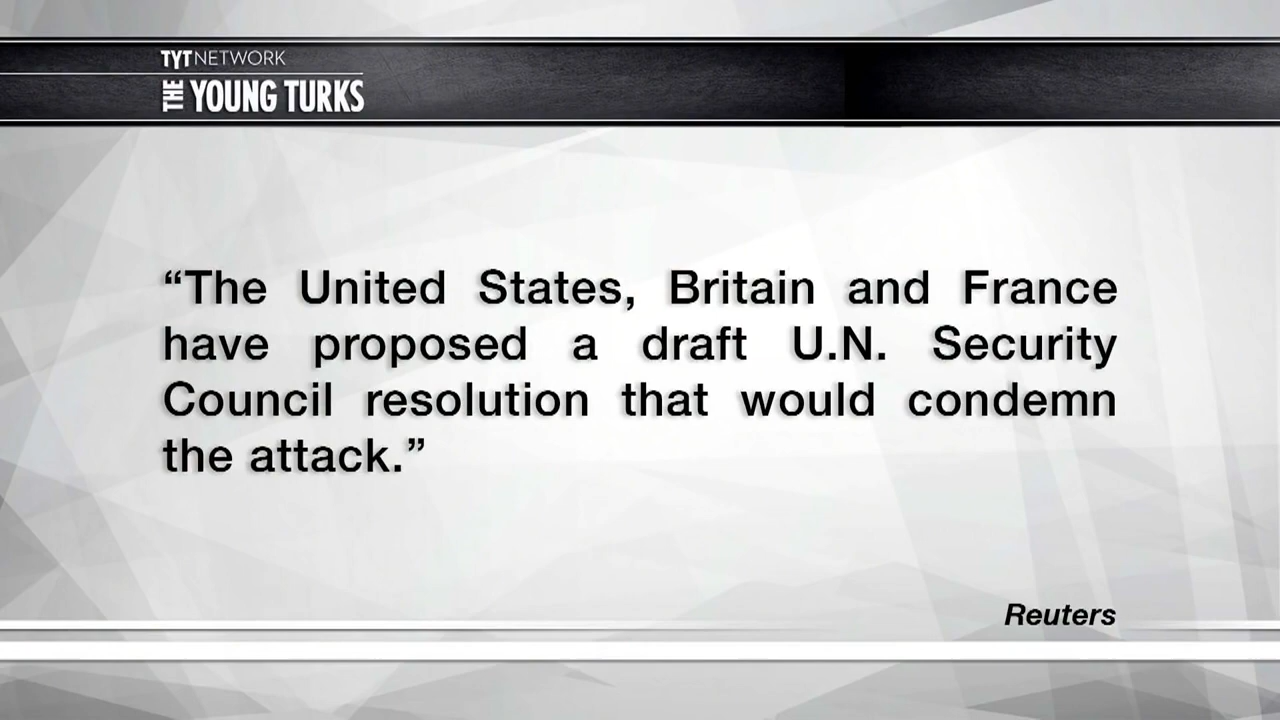 TYT NETWORK
THE YOUNG TURKS
“The United States, Britain and France
have proposed a draft U.N. Security
Council resolution that would condemn
the attack.”
Reuters